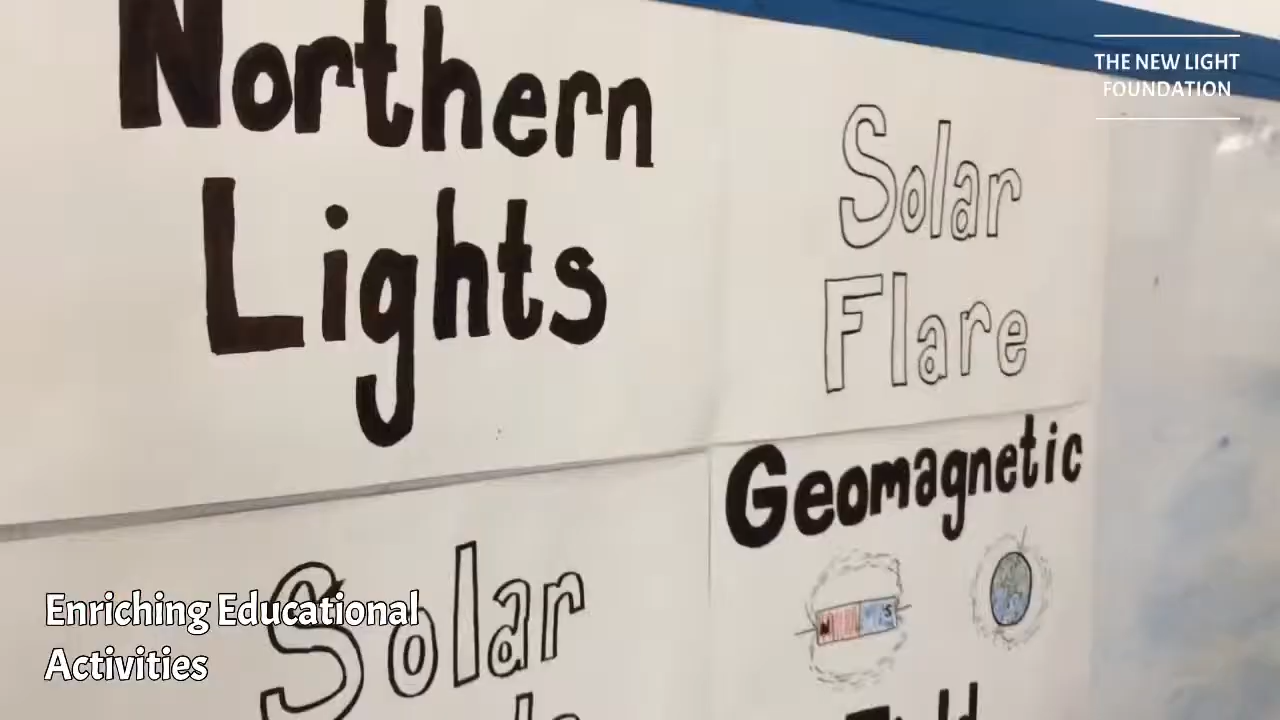 Northern
Lights
Solar
Flare
Solar
Geomagnetic
N S
Enriching Educational
Activities
THE NEW LIGHT
FOUNDATION